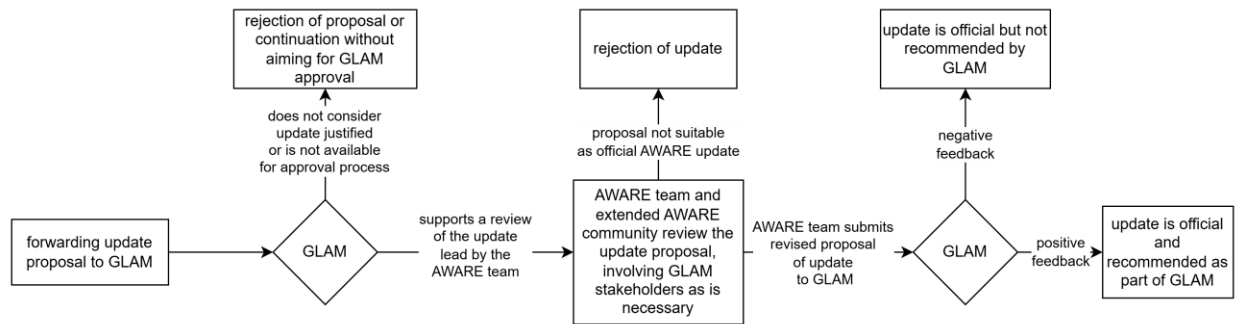 rejection of proposal or
continuation without
aiming for GLAM
approval
rejection of update
update is official but not
recommended by
GLAM
does not consider
update justified
or is not available
for approval process
proposal not suitable
as official AWARE update
negative
feedback
forwarding update
proposal to GLAM
GLAM
supports a review
of the update
lead by the
AWARE team
AWARE team and
extended AWARE
community review the
update proposal,
involving GLAM
stakeholders as is
necessary
AWARE team submits
revised proposal
of update
to GLAM
GLAM
positive
feedback
update is official
and
recommended as
part of GLAM